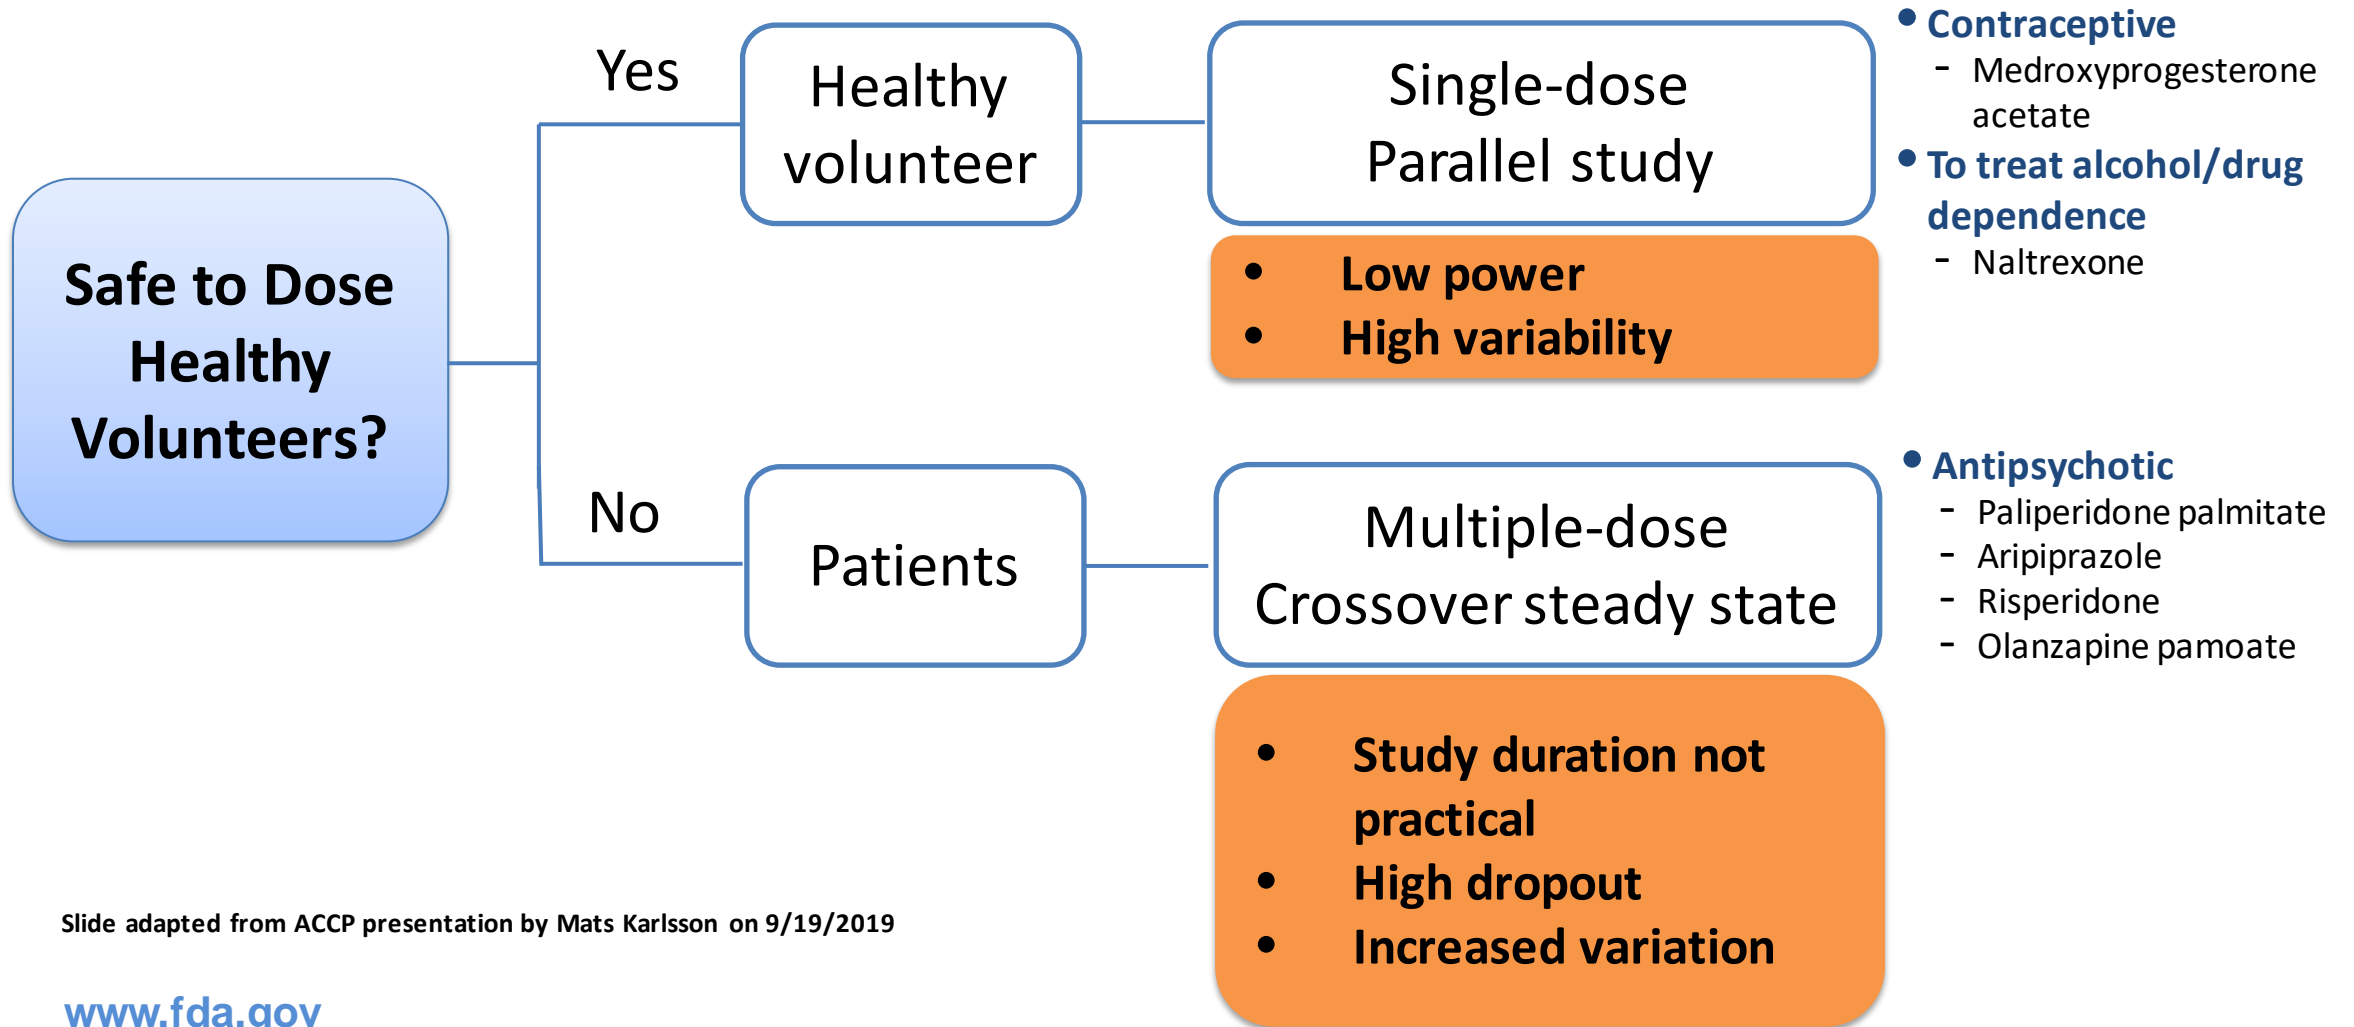 Safe to Dose
Healthy
Volunteers?
Yes
Healthy
volunteer
Single-dose
Parallel study
• Low power
• High variability
• Contraceptive
- Medroxyprogesterone
acetate
• To treat alcohol/drug
dependence
- Naltrexone
No
Patients
Multiple-dose
Crossover steady state
• Study duration not
practical
• High dropout
• Increased variation
• Antipsychotic
- Paliperidone palmitate
- Aripiprazole
- Risperidone
- Olanzapine pamoate
Slide adapted from ACCP presentation by Mats Karlsson on 9/19/2019
www.fda.gov